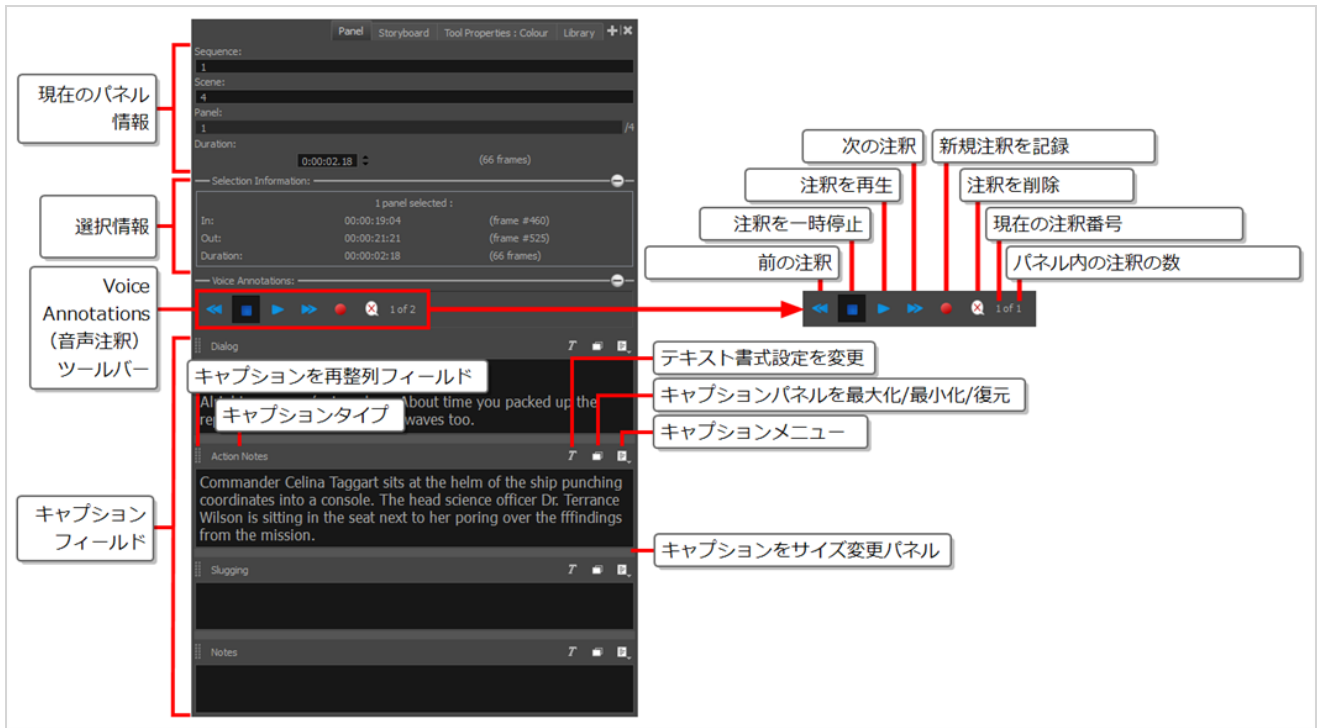 Panel
Storyboard
Tool Properties : Colour
Library
Sequence:
1
Scene:
4
Panel:
1
/4
Duration:
0:00:02.18
(66 frames)
Selection Information:
1 panel selected :
In:
00:00:19:04
(frame #460)
Out:
00:00:21:21
(frame #525)
Duration:
00:00:02:18
(66 frames)
Voice Annotations:
1 of 2
Dialog
About time you packed up the
waves too.
Action Notes
Commander Celina Taggart sits at the helm of the ship punching
coordinates into a console. The head science officer Dr. Terrance
Wilson is sitting in the seat next to her poring over the fffindings
from the mission.
Slugging
Notes
現在のパネル
情報
選択情報
Voice
Annotations
（音声注釈）
ツールバー
キャプション
フィールド
キャプションを再整列フィールド
キャプションタイプ
次の注釈
新規注釈を記録
注釈を再生
注釈を削除
注釈を一時停止
現在の注釈番号
前の注釈
パネル内の注釈の数
1 of 1
テキスト書式設定を変更
キャプションパネルを最大化/最小化/復元
キャプションメニュー
キャプションをサイズ変更パネル